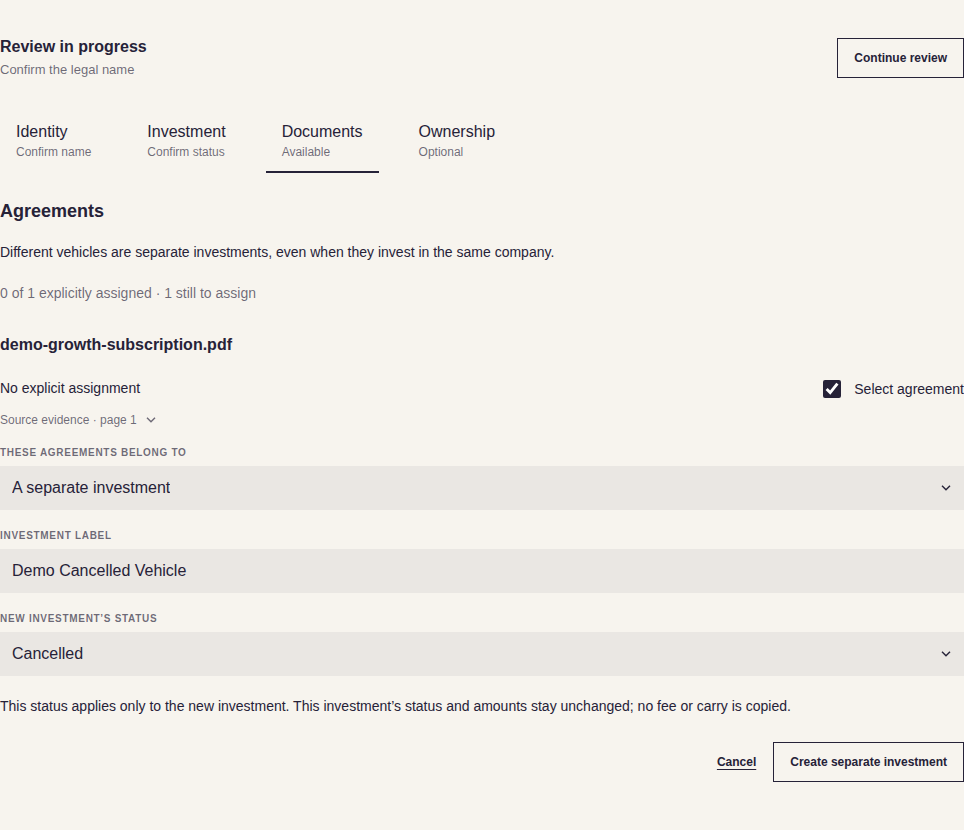 Review in progress
Confirm the legal name
Continue review
Identity
Confirm name
Investment
Confirm status
Documents
Available
Ownership
Optional
Agreements
Different vehicles are separate investments, even when they invest in the same company.
0 of 1 explicitly assigned · 1 still to assign
demo-growth-subscription.pdf
No explicit assignment
Select agreement
Source evidence · page 1
THESE AGREEMENTS BELONG TO
A separate investment
INVESTMENT LABEL
Demo Cancelled Vehicle
NEW INVESTMENT’S STATUS
Cancelled
This status applies only to the new investment. This investment’s status and amounts stay unchanged; no fee or carry is copied.
Cancel
Create separate investment